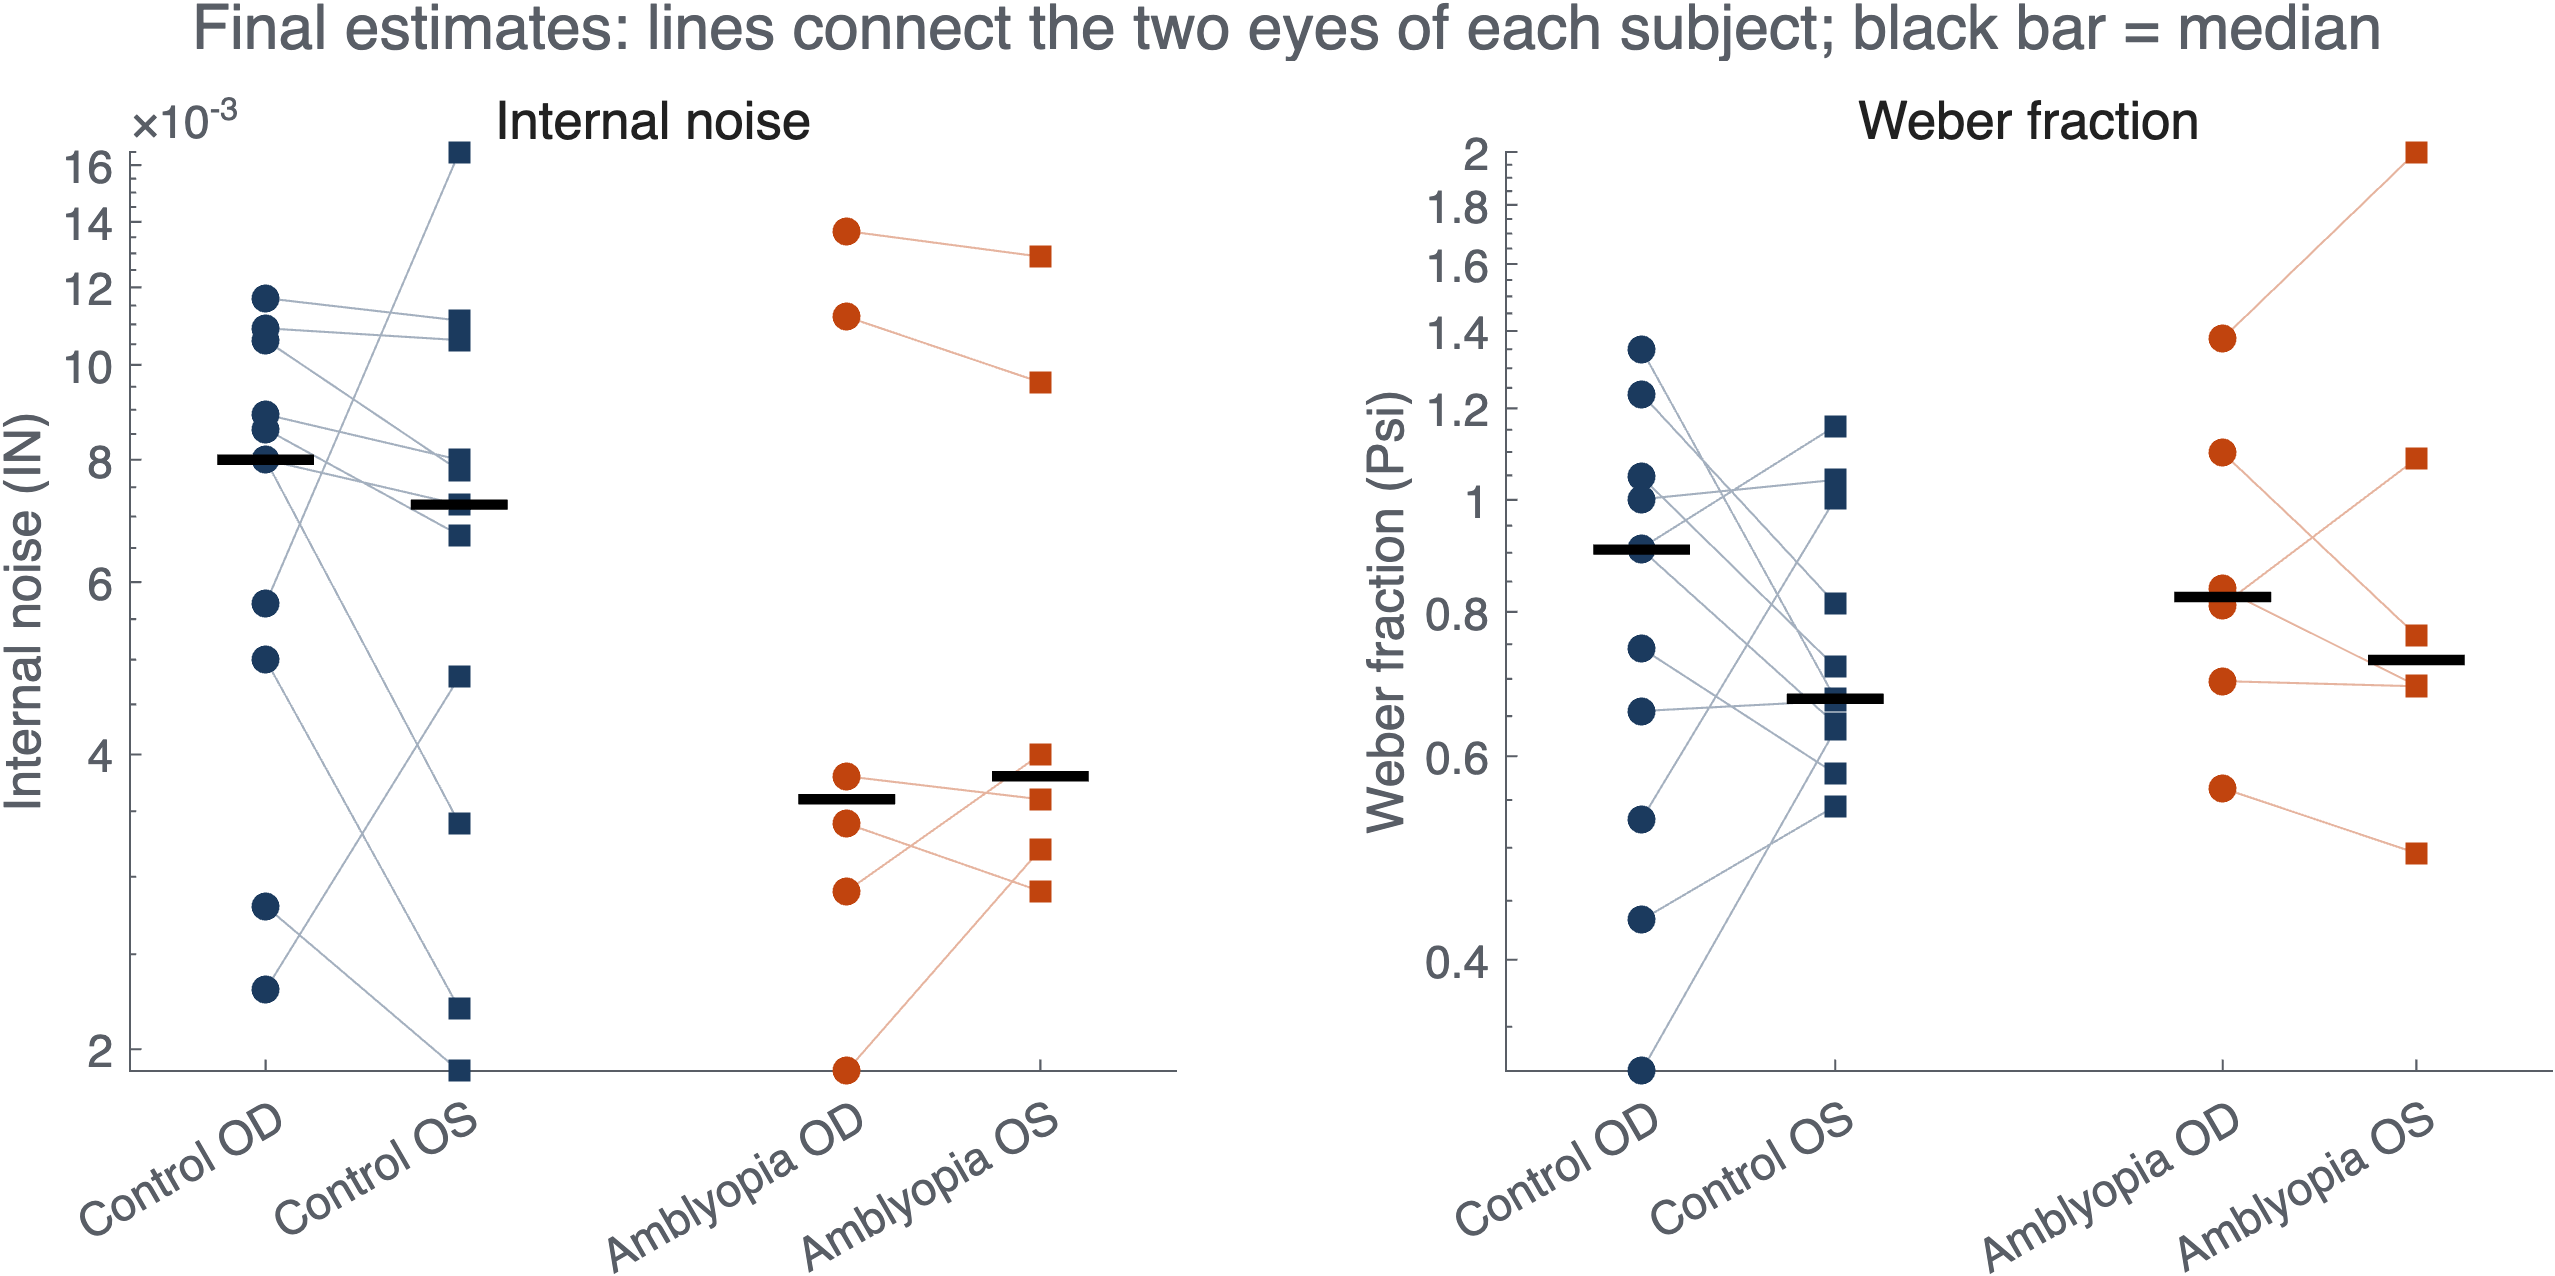 Final estimates: lines connect the two eyes of each subject; black bar = median
×10-3
Internal noise
16
14
12
10
8
6
4
2
Internal noise (IN)
Control OD
Control OS
Amblyopia OD
Amblyopia OS
Weber fraction
2
1.8
1.6
1.4
1.2
1
0.8
0.6
0.4
Weber fraction (Psi)
Control OD
Control OS
Amblyopia OD
Amblyopia OS